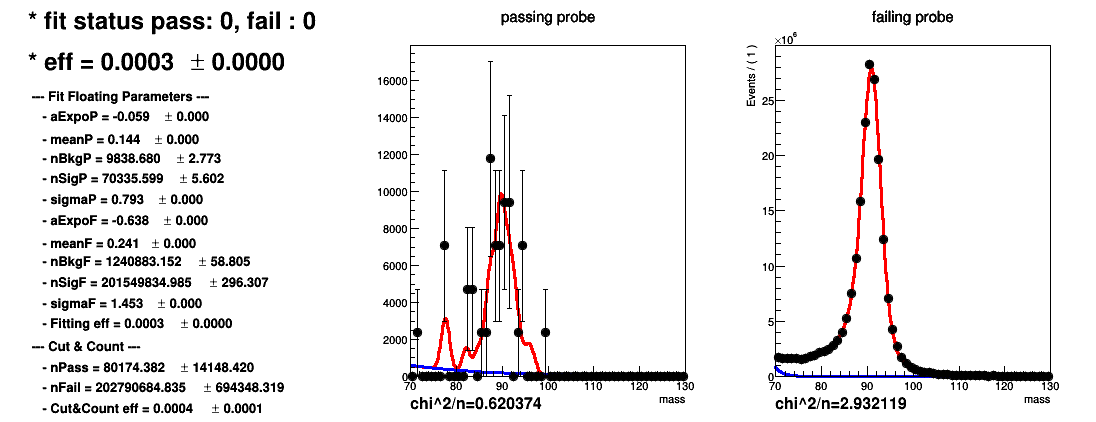 * fit status pass: 0, fail : 0
* eff = 0.0003 ± 0.0000
--- Fit Floating Parameters ---
- aExpoP = -0.059 ± 0.000
- meanP = 0.144 ± 0.000
- nBkgP = 9838.680 ± 2.773
- nSigP = 70335.599 ± 5.602
- sigmaP = 0.793 ± 0.000
- aExpoF = -0.638 ± 0.000
- meanF = 0.241 ± 0.000
- nBkgF = 1240883.152 ± 58.805
- nSigF = 201549834.985 ± 296.307
- sigmaF = 1.453 ± 0.000
- Fitting eff = 0.0003 ± 0.0000
--- Cut & Count ---
- nPass = 80174.382 ± 14148.420
- nFail = 202790684.835 ± 694348.319
- Cut&Count eff = 0.0004 ± 0.0001
passing probe
16000
14000
12000
10000
8000
6000
4000
2000
0
70 80 90 100 110 120 130
mass
chi^2/n=0.620374
failing probe
×10^6
Events / ( 1 )
25
20
15
10
5
0
70 80 90 100 110 120 130
mass
chi^2/n=2.932119